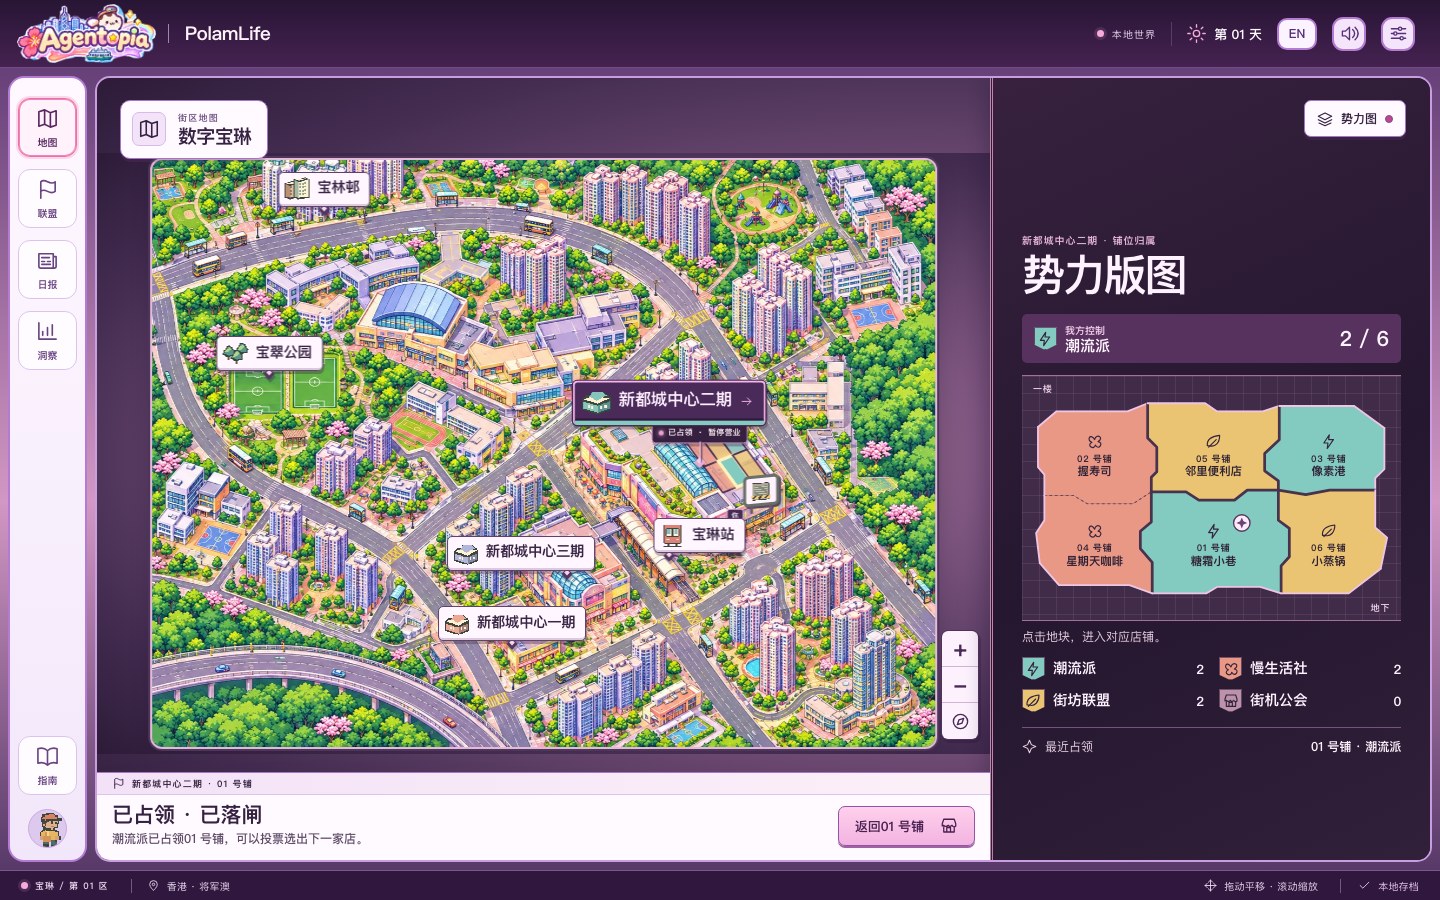 Agentopia
PolamLife
本地世界
第 01 天
EN
地图
联盟
日报
洞察
指南
街区地图
数字宝琳
宝林邨
宝翠公园
新都城中心二期 →
已占领 · 暂停营业
宝琳站
新都城中心三期
新都城中心一期
+
−
新都城中心二期 · 01 号铺
已占领 · 已落闸
潮流派已占领01 号铺，可以投票选出下一家店。
返回01 号铺
势力图
新都城中心二期 · 铺位归属
势力版图
我方控制
潮流派
2 / 6
一楼
02 号铺
握寿司
05 号铺
邻里便利店
03 号铺
像素港
04 号铺
星期天咖啡
01 号铺
糖霜小巷
06 号铺
小蒸锅
地下
点击地块，进入对应店铺。
潮流派 2
慢生活社 2
街坊联盟 2
街机公会 0
最近占领
01 号铺 · 潮流派
宝琳 / 第 01 区
香港 · 将军澳
拖动平移 · 滚动缩放
本地存档